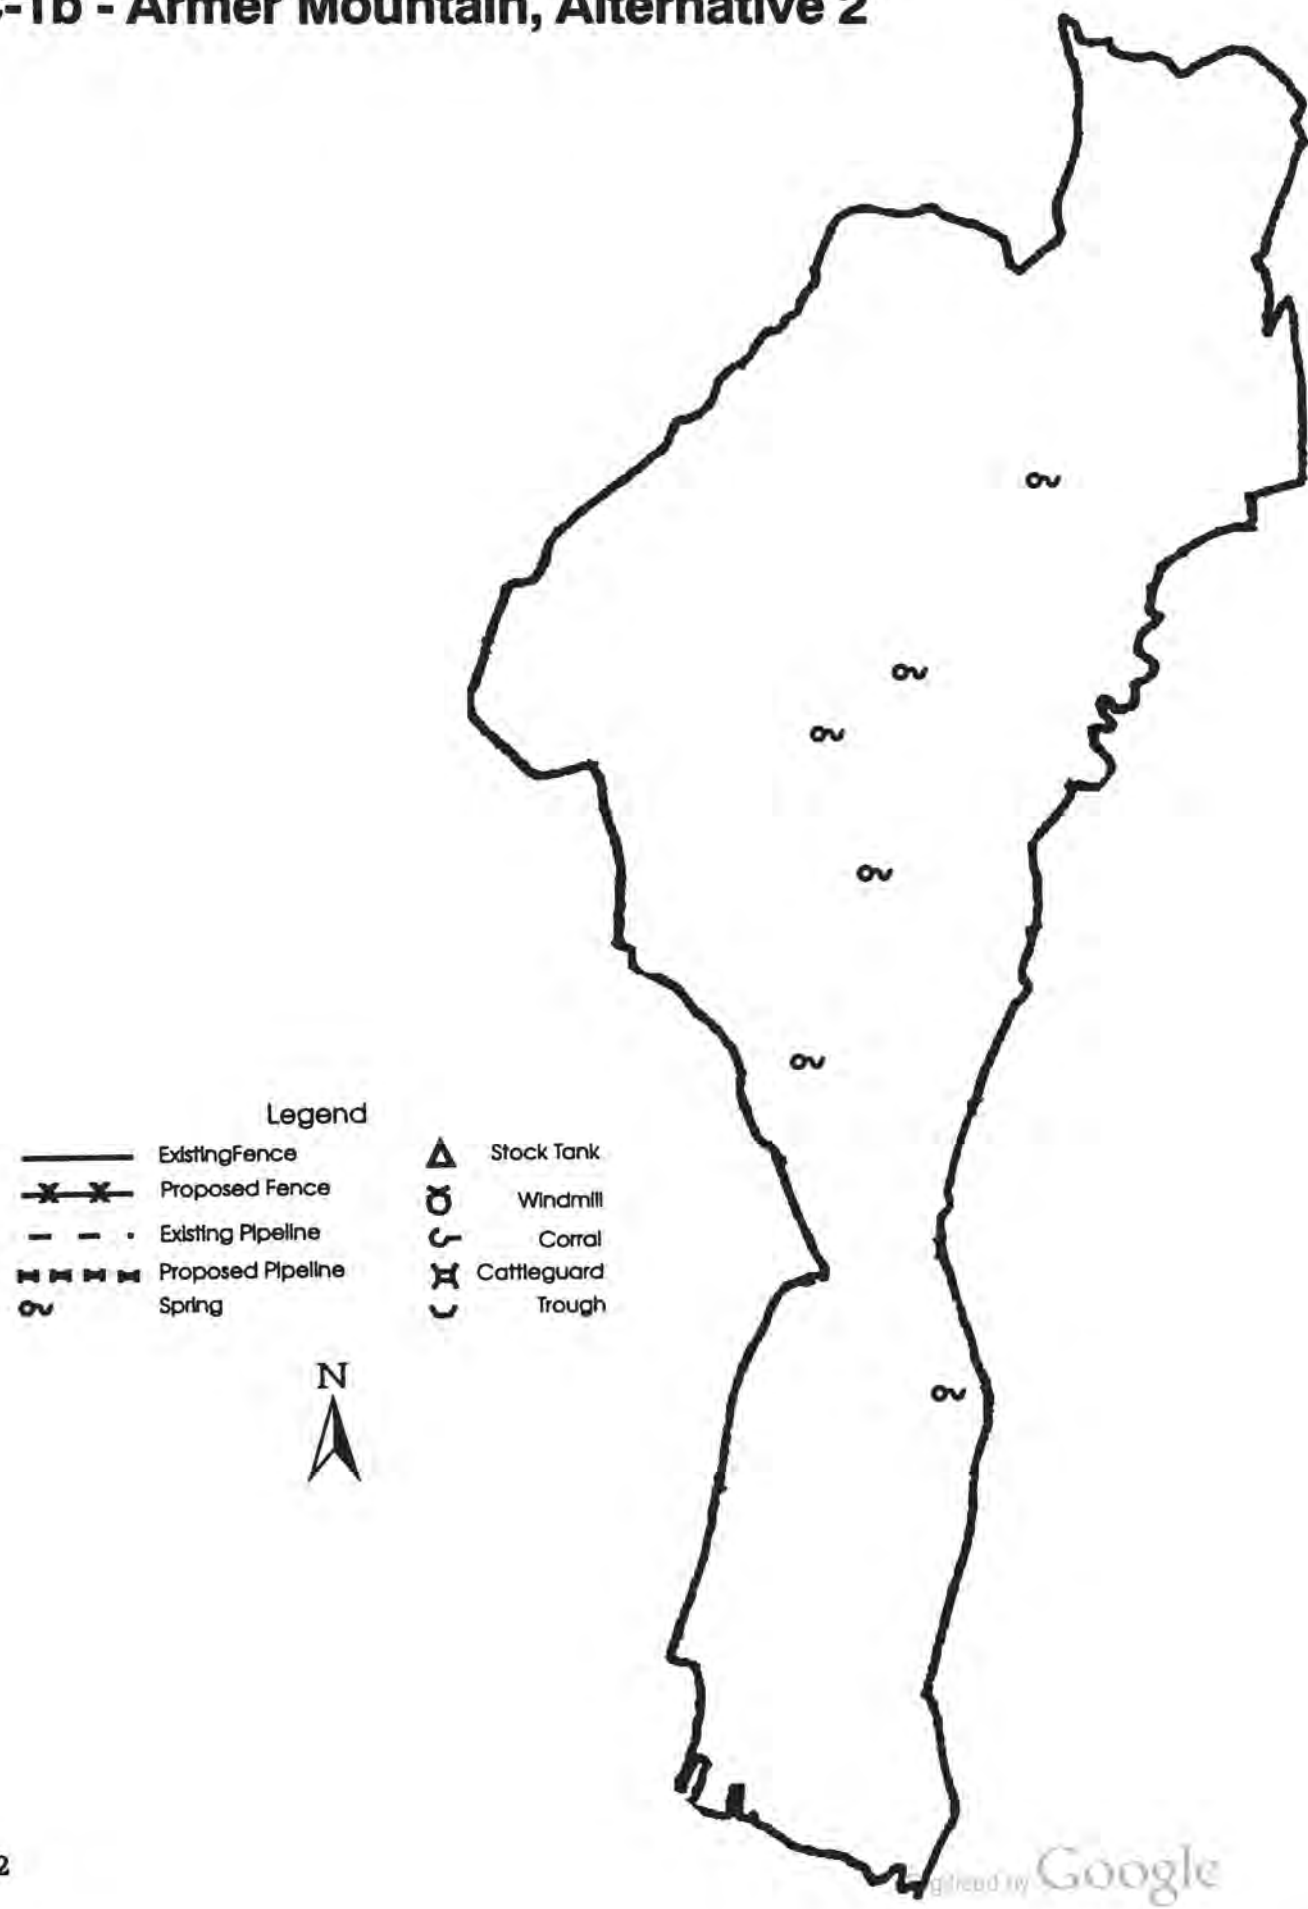 -1b - Armer Mountain, Alternative 2
Legend
ExistingFence
Proposed Fence
Existing Pipeline
Proposed Pipeline
Spring
Stock Tank
Windmill
Corral
Cattleguard
Trough
N
2
Google